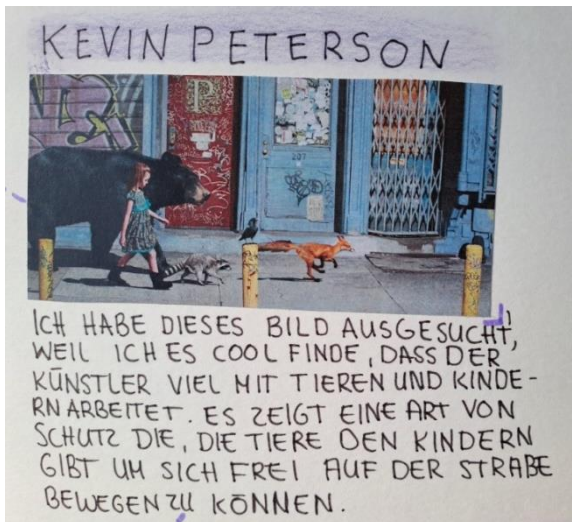 KEVIN PETERSON
P
207
ICH HABE DIESES BILD AUSGESUCHT,
WEIL ICH ES COOL FINDE, DASS DER
KÜNSTLER VIEL MIT TIEREN UND KINDE-
RN ARBEITET. ES ZEIGT EINE ART VON
SCHUTZ DIE, DIE TIERE DEN KINDERN
GIBT UM SICH FREI AUF DER STRAßE
BEWEGEN ZU KÖNNEN.